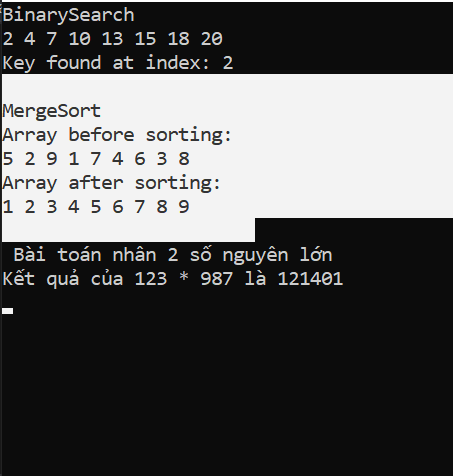 BinarySearch
2 4 7 10 13 15 18 20
Key found at index: 2
MergeSort
Array before sorting:
5 2 9 1 7 4 6 3 8
Array after sorting:
1 2 3 4 5 6 7 8 9
Bài toán nhân 2 số nguyên lớn
Kết quả của 123 * 987 là 121401